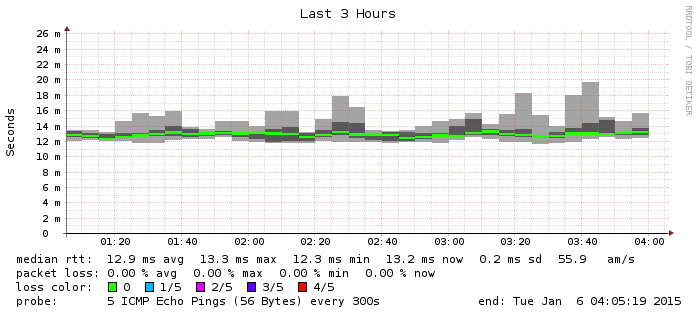 Last 3 Hours
RRDTOOL / TOBI OETIKER
Seconds
26 m
24 m
22 m
20 m
18 m
16 m
14 m
12 m
10 m
8 m
6 m
4 m
2 m
0
01:20 01:40 02:00 02:20 02:40 03:00 03:20 03:40 04:00
median rtt: 12.9 ms avg 13.3 ms max 12.3 ms min 13.2 ms now 0.2 ms sd 55.9 am/s
packet loss: 0.00 % avg 0.00 % max 0.00 % min 0.00 % now
loss color: 0 1/5 2/5 3/5 4/5
probe: 5 ICMP Echo Pings (56 Bytes) every 300s end: Tue Jan 6 04:05:19 2015